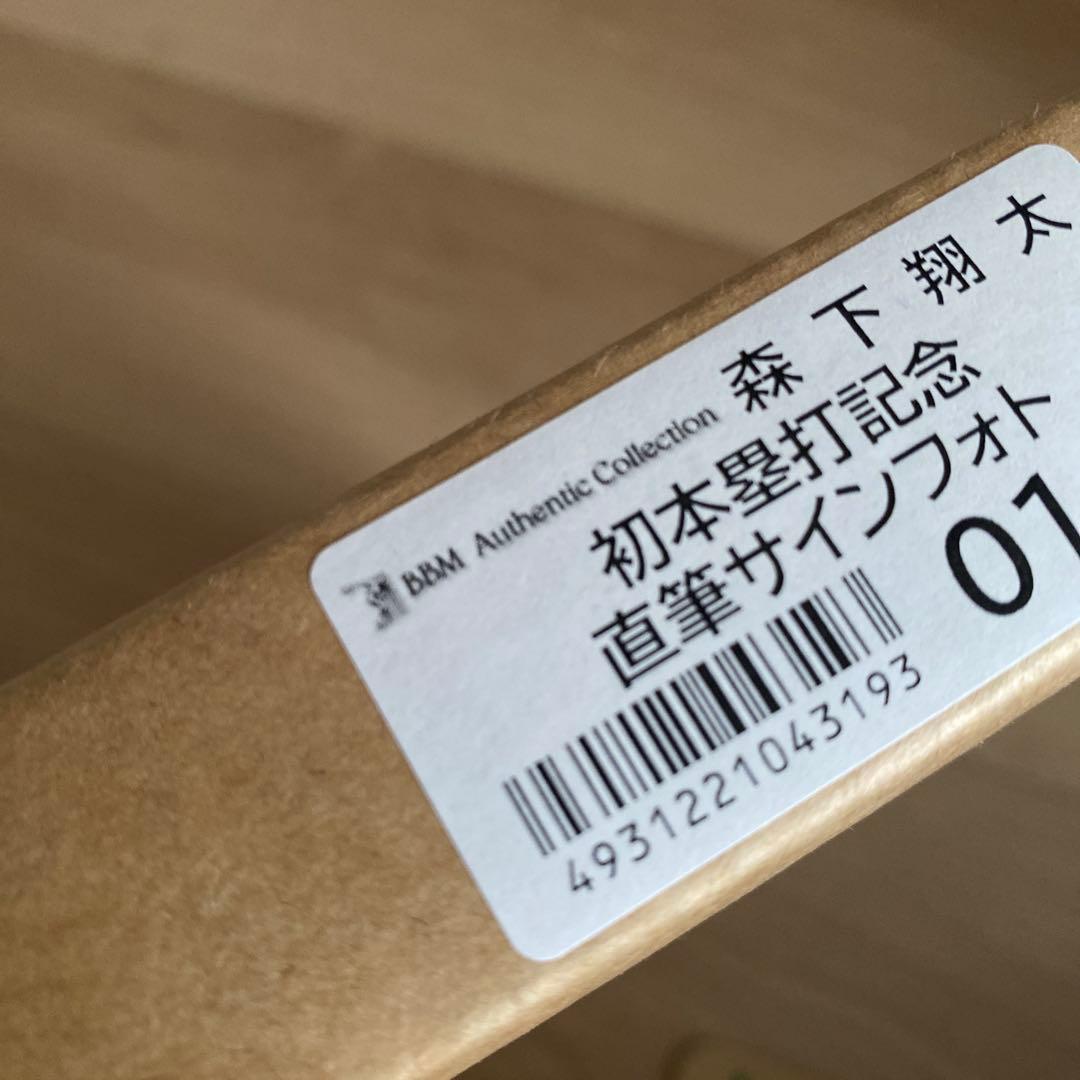 BBM Authentic Collection 森下翔太
初本塁打記念
直筆サインフォト
01
4931221043193